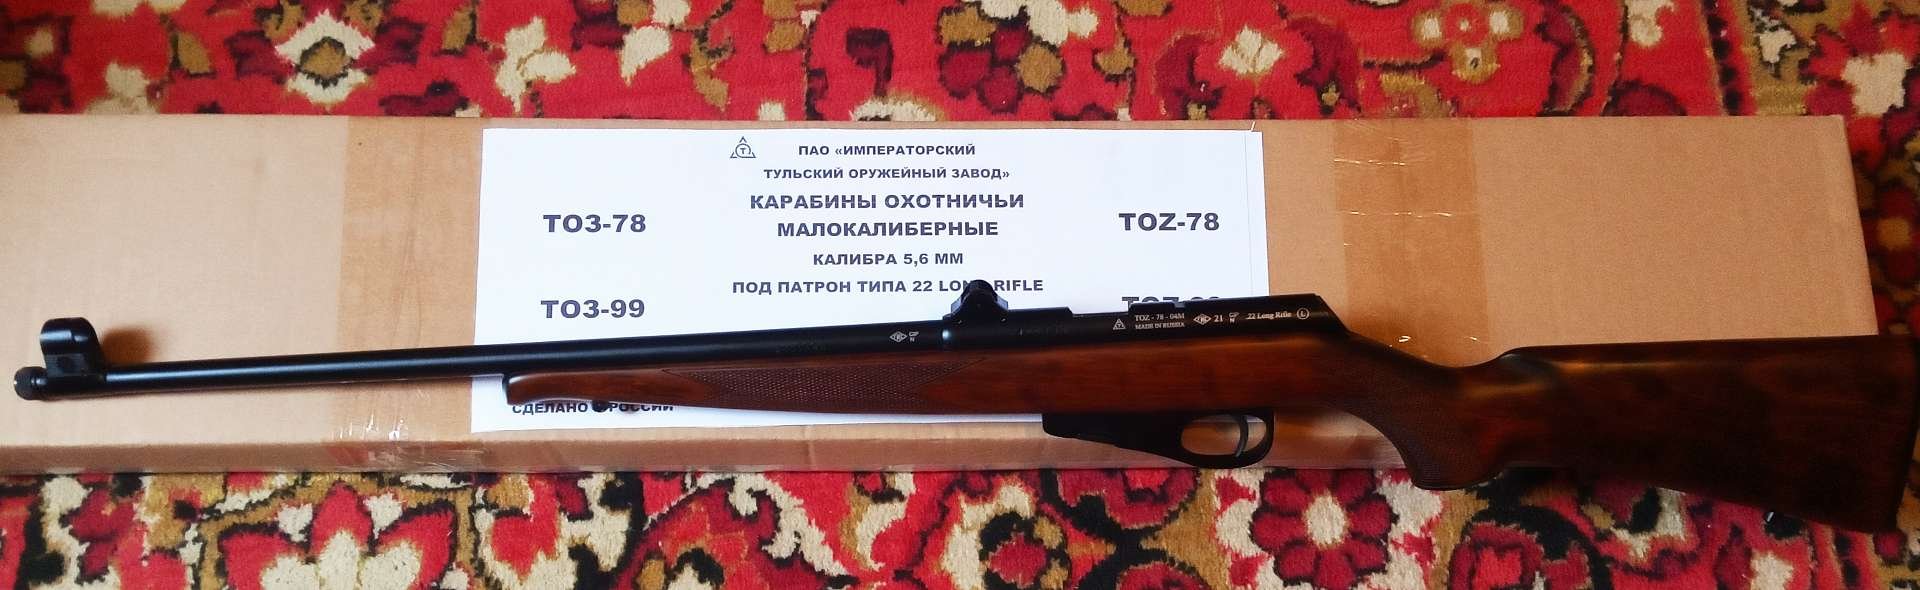 Т
ПАО «ИМПЕРАТОРСКИЙ
ТУЛЬСКИЙ ОРУЖЕЙНЫЙ ЗАВОД»
КАРАБИНЫ ОХОТНИЧЬИ
МАЛОКАЛИБЕРНЫЕ
ТОЗ-78
TOZ-78
КАЛИБРА 5,6 ММ
ПОД ПАТРОН ТИПА 22 LONG RIFLE
ТОЗ-99
СДЕЛАНО РОССИИ
TOZ - 78 - 04M
MADE IN RUSSIA
21
N
.22 Long Rifle
L
N